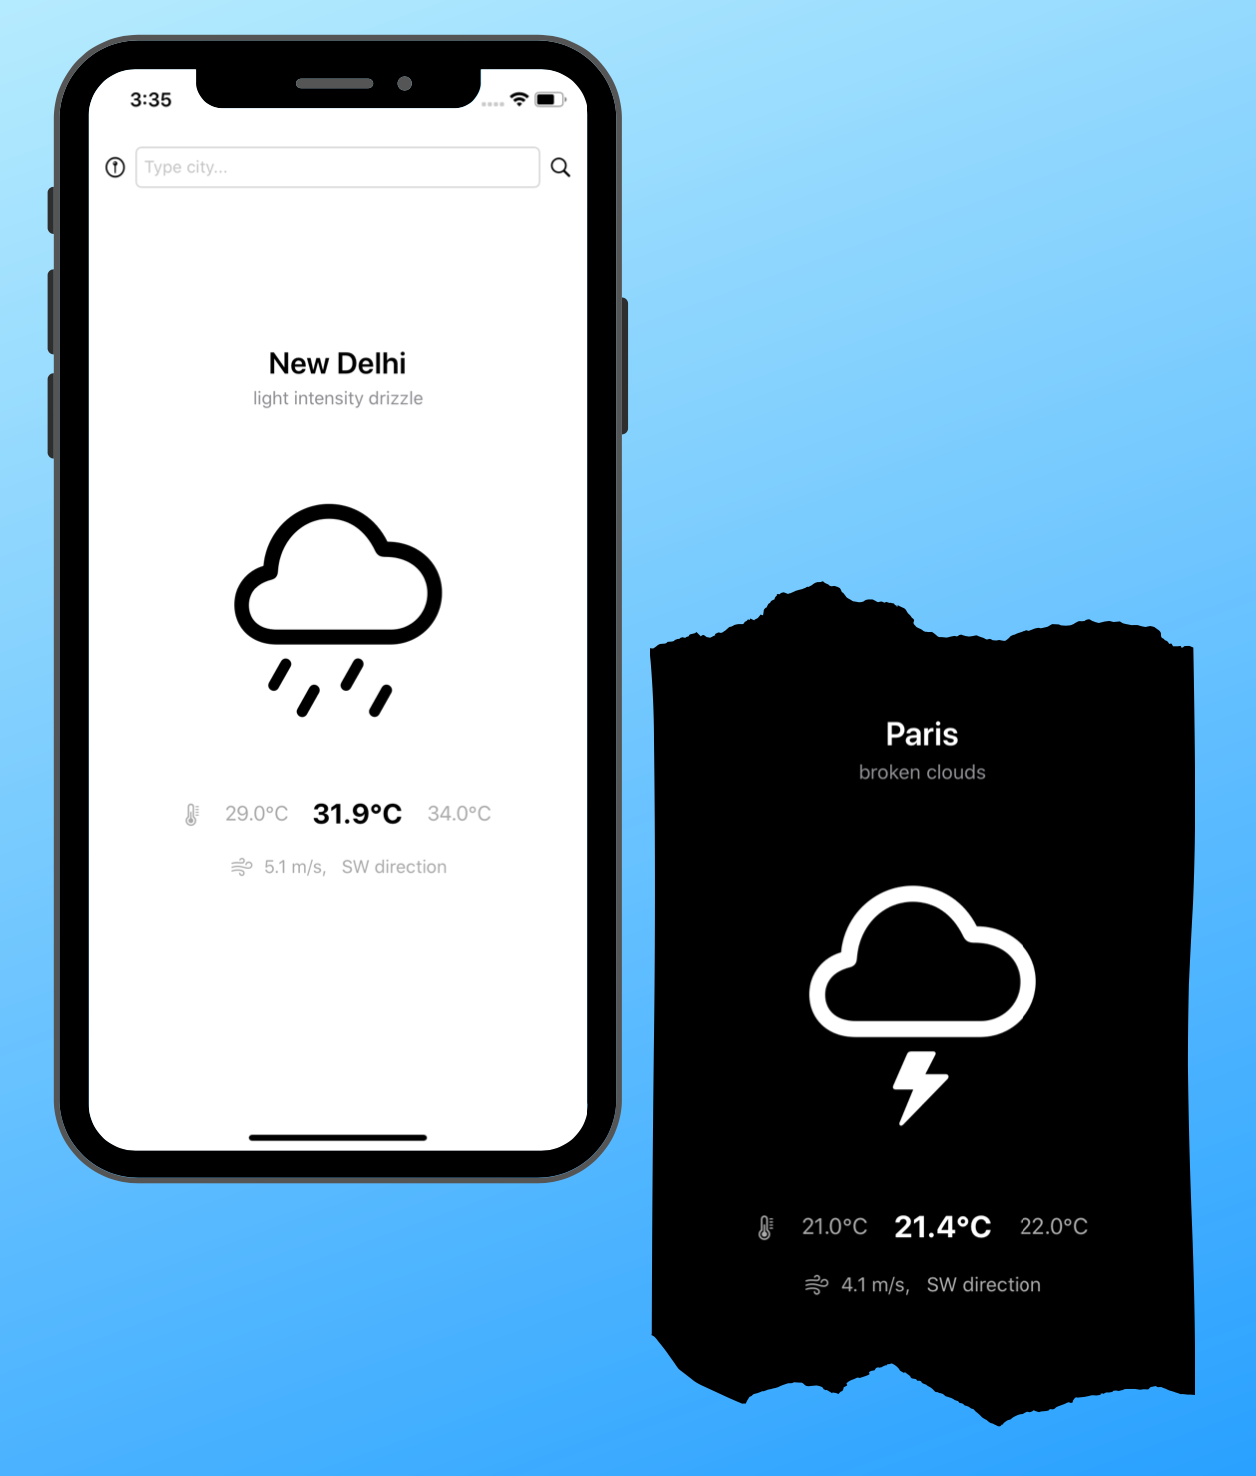 3:35
Type city...
New Delhi
light intensity drizzle
29.0°C 31.9°C 34.0°C
5.1 m/s, SW direction
Paris
broken clouds
21.0°C 21.4°C 22.0°C
4.1 m/s, SW direction